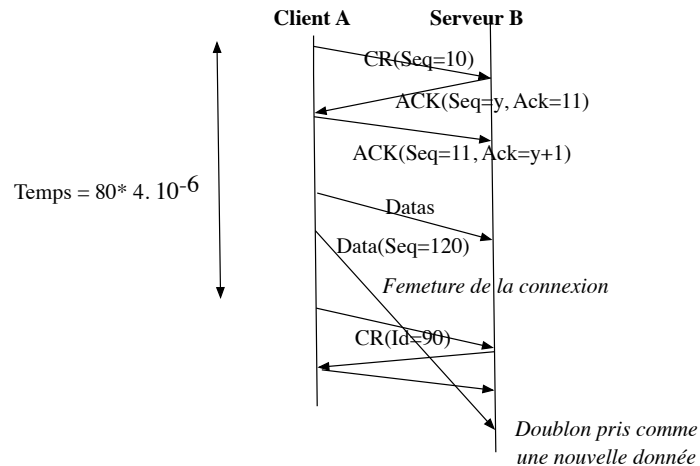 Client A
Serveur B
CR(Seq=10)
ACK(Seq=y, Ack=11)
ACK(Seq=11, Ack=y+1)
Temps = 80* 4. 10-6
Datas
Data(Seq=120)
Femeture de la connexion
CR(Id=90)
Doublon pris comme
une nouvelle donnée